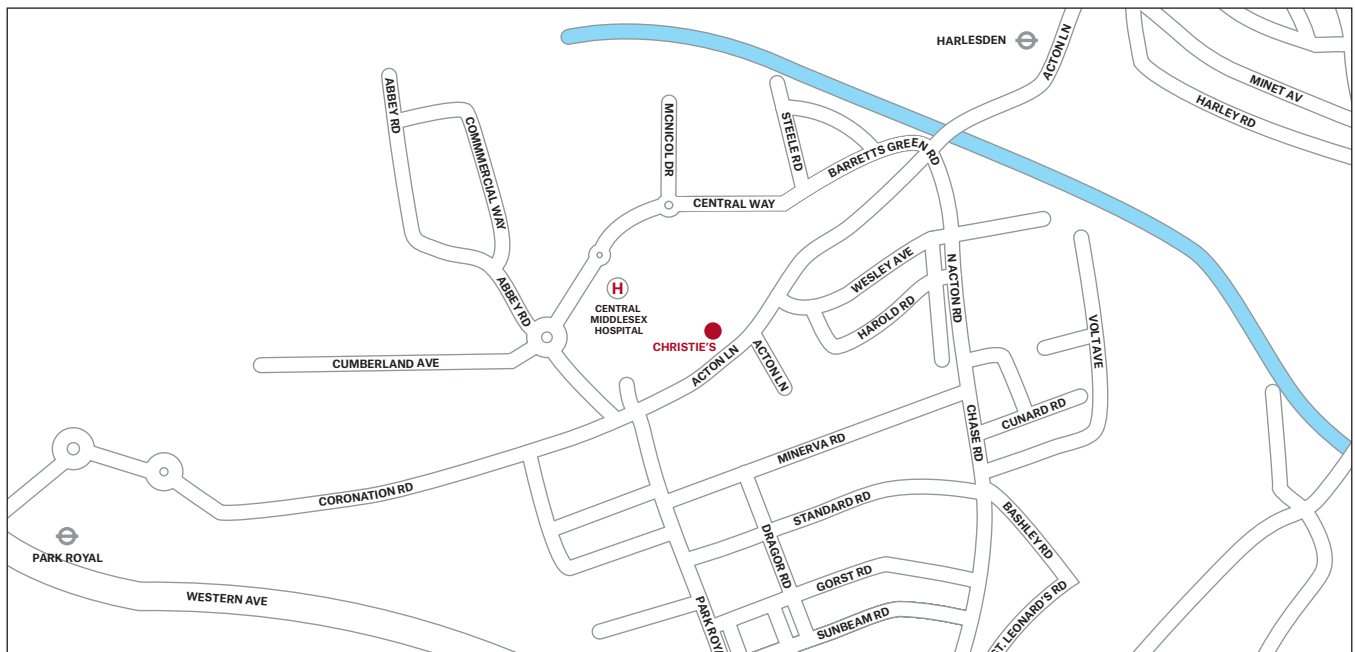 HARLESDEN
ACTON LN
MINET AV
HARLEY RD
ABBEY RD
COMMMERCIAL WAY
MCNICOL DR
STEELE RD
BARRETTS GREEN RD
CENTRAL WAY
ABBEY RD
H
CENTRAL
MIDDLESEX
HOSPITAL
CHRISTIE'S
WESLEY AVE
HAROLD RD
N ACTON RD
VOLT AVE
CUMBERLAND AVE
ACTON LN
ACTON LN
CUNARD RD
CHASE RD
MINERVA RD
CORONATION RD
STANDARD RD
BASHLEY RD
DRAGOR RD
PARK ROYAL
GORST RD
WESTERN AVE
PARK ROYA
SUNBEAM RD
ST. LEONARD'S RD